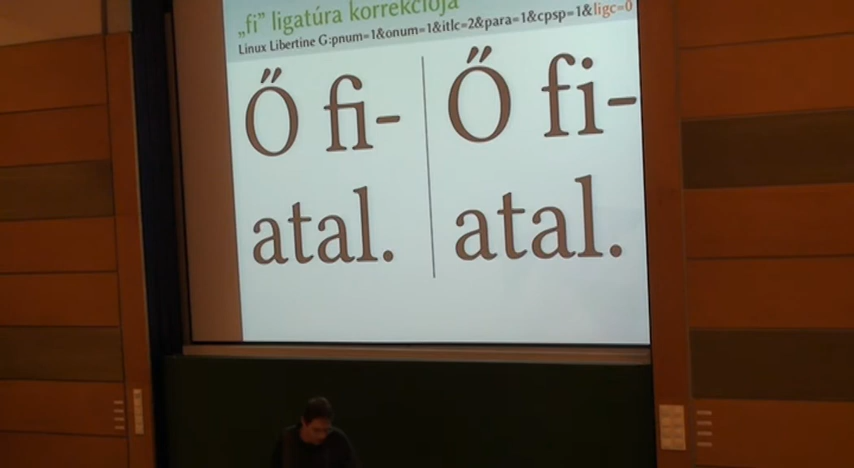 „fi” ligatúra korrekciója
Linux Libertine G:pnum=1&onum=1&itlc=2&para=1&cpsp=1&ligc=0
Ő fi-
atal.
Ő fi-
atal.